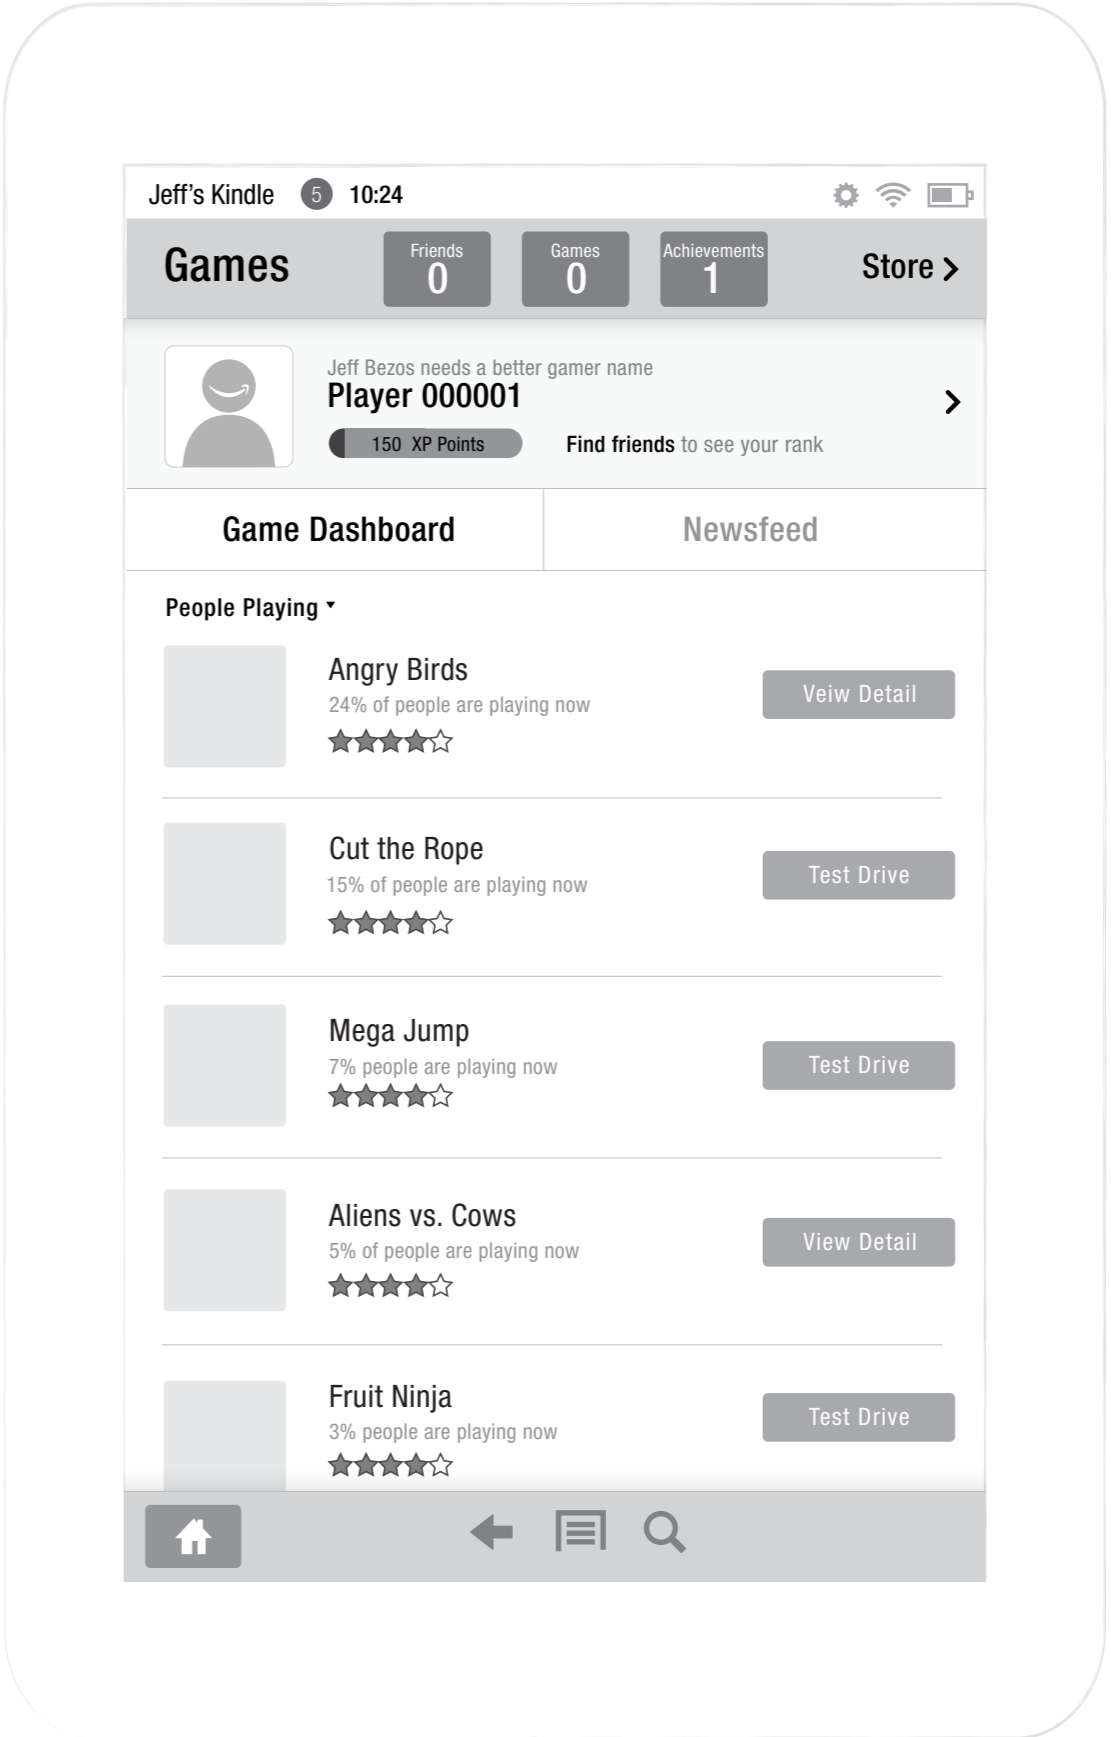 Jeff's Kindle 5 10:24
Games
Friends
0
Games
0
Achievements
1
Store
Jeff Bezos needs a better gamer name
Player 000001
150 XP Points
Find friends to see your rank
Game Dashboard
Newsfeed
People Playing
Angry Birds
24% of people are playing now
Veiw Detail
Cut the Rope
15% of people are playing now
Test Drive
Mega Jump
7% people are playing now
Test Drive
Aliens vs. Cows
5% of people are playing now
View Detail
Fruit Ninja
3% people are playing now
Test Drive